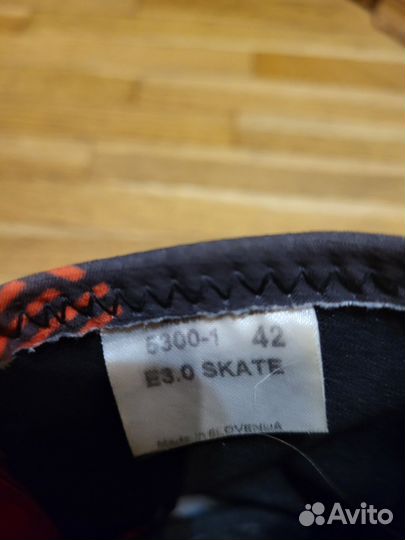 5300-1 42
E3.0 SKATE
Made in SLOVENIJA
Avito